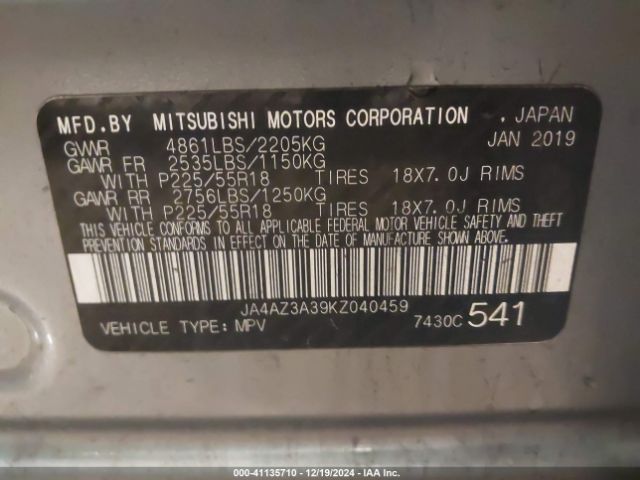 MFD.BY MITSUBISHI MOTORS CORPORATION . JAPAN
GVWR 4861LBS/2205KG JAN 2019
GAWR FR 2535LBS/1150KG
WITH P225/55R18 TIRES 18X7.0J RIMS
GAWR RR 2756LBS/1250KG
WITH P225/55R18 TIRES 18X7.0J RIMS
THIS VEHICLE CONFORMS TO ALL APPLICABLE FEDERAL MOTOR VEHICLE SAFETY AND THEFT
PREVENTION STANDARDS IN EFFECT ON THE DATE OF MANUFACTURE SHOWN ABOVE.
JA4AZ3A39KZ040459
VEHICLE TYPE:MPV 7430C 541
000-41135710 — 12/19/2024 — IAA Inc.